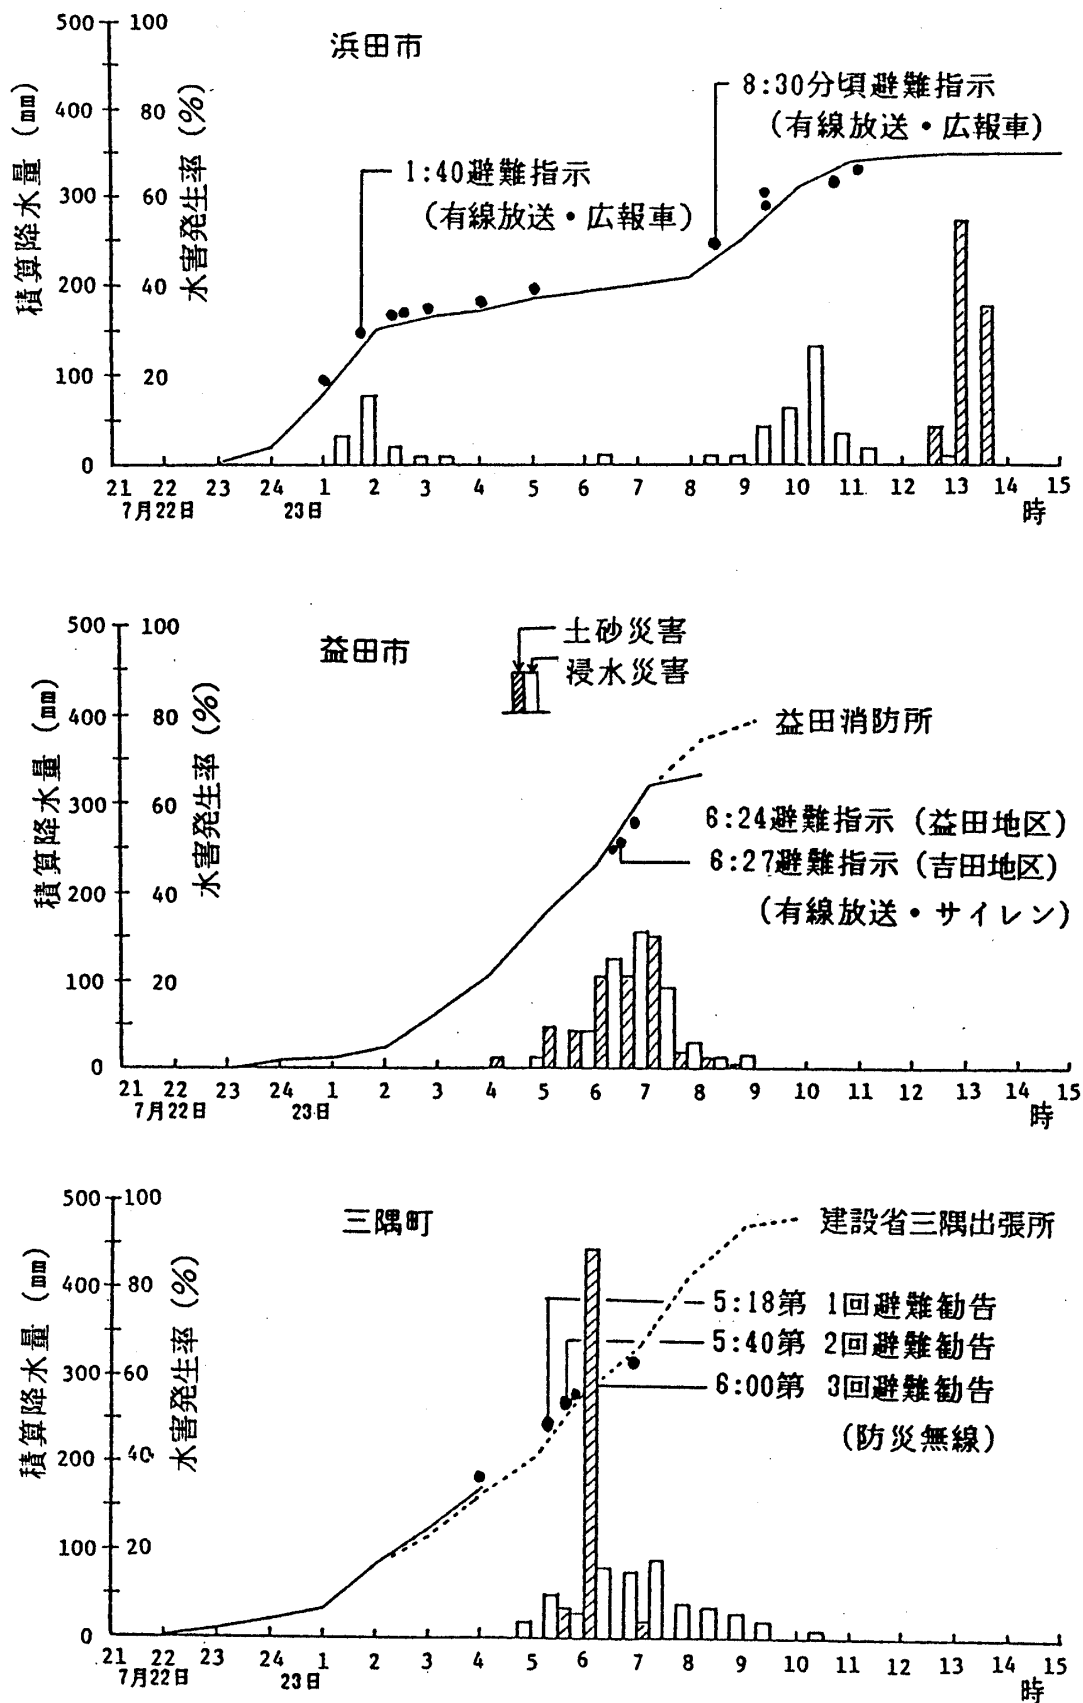 浜田市
積算降水量 (mm)
水害発生率 (%)
500 100
400 80
300 60
200 40
100 20
0
1:40避難指示
(有線放送・広報車)
8:30分頃避難指示
(有線放送・広報車)
21 22 23 24 1 2 3 4 5 6 7 8 9 10 11 12 13 14 15
7月22日 23日 時
益田市
積算降水量 (mm)
水害発生率 (%)
500 100
400 80
300 60
200 40
100 20
0
土砂災害
浸水災害
益田消防所
6:24避難指示 (益田地区)
6:27避難指示 (吉田地区)
(有線放送・サイレン)
21 22 23 24 1 2 3 4 5 6 7 8 9 10 11 12 13 14 15
7月22日 23日 時
三隅町
積算降水量 (mm)
水害発生率 (%)
500 100
400 80
300 60
200 40
100 20
0
建設省三隅出張所
5:18第 1回避難勧告
5:40第 2回避難勧告
6:00第 3回避難勧告
(防災無線)
21 22 23 24 1 2 3 4 5 6 7 8 9 10 11 12 13 14 15
7月22日 23日 時